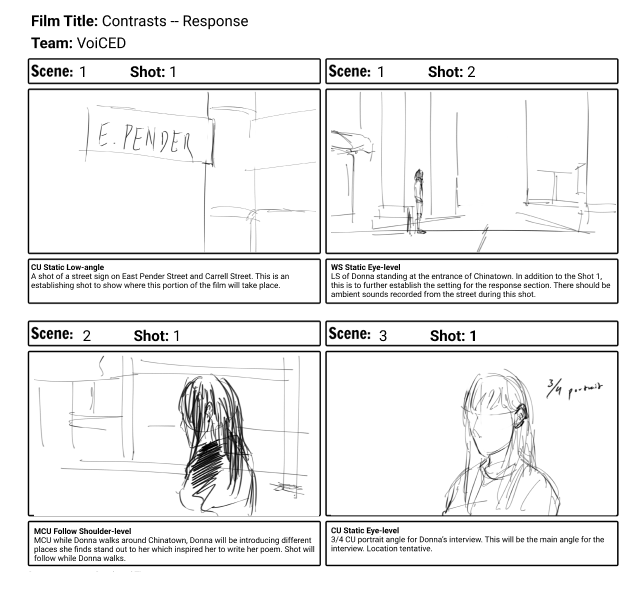 Film Title: Contrasts -- Response
Team: VoiCED
Scene: 1 Shot: 1
Scene: 1 Shot: 2
E. PENDER
CU Static Low-angle
A shot of a street sign on East Pender Street and Carrell Street. This is an
establishing shot to show where this portion of the film will take place.
WS Static Eye-level
LS of Donna standing at the entrance of Chinatown. In addition to the Shot 1,
this is to further establish the setting for the response section. There should be
ambient sounds recorded from the street during this shot.
Scene: 2 Shot: 1
Scene: 3 Shot: 1
3/4 portrait
MCU Follow Shoulder-level
MCU while Donna walks around Chinatown, Donna will be introducing different
places she finds stand out to her which inspired her to write her poem. Shot will
follow while Donna walks.
CU Static Eye-level
3/4 CU portrait angle for Donna's interview. This will be the main angle for the
interview. Location tentative.